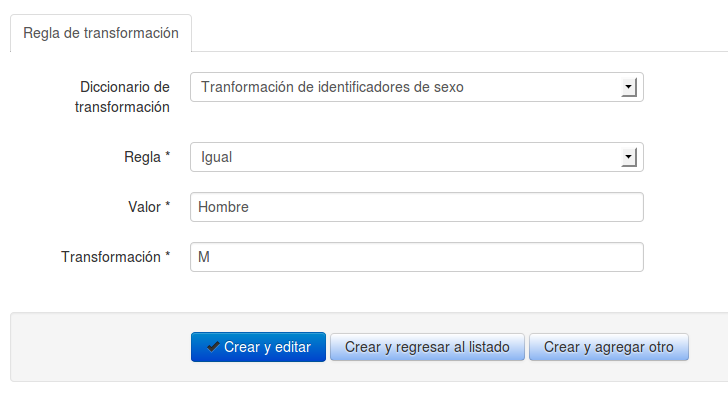 Regla de transformación
Diccionario de
transformación
Tranformación de identificadores de sexo
Regla *
Igual
Valor *
Hombre
Transformación *
M
Crear y editar
Crear y regresar al listado
Crear y agregar otro